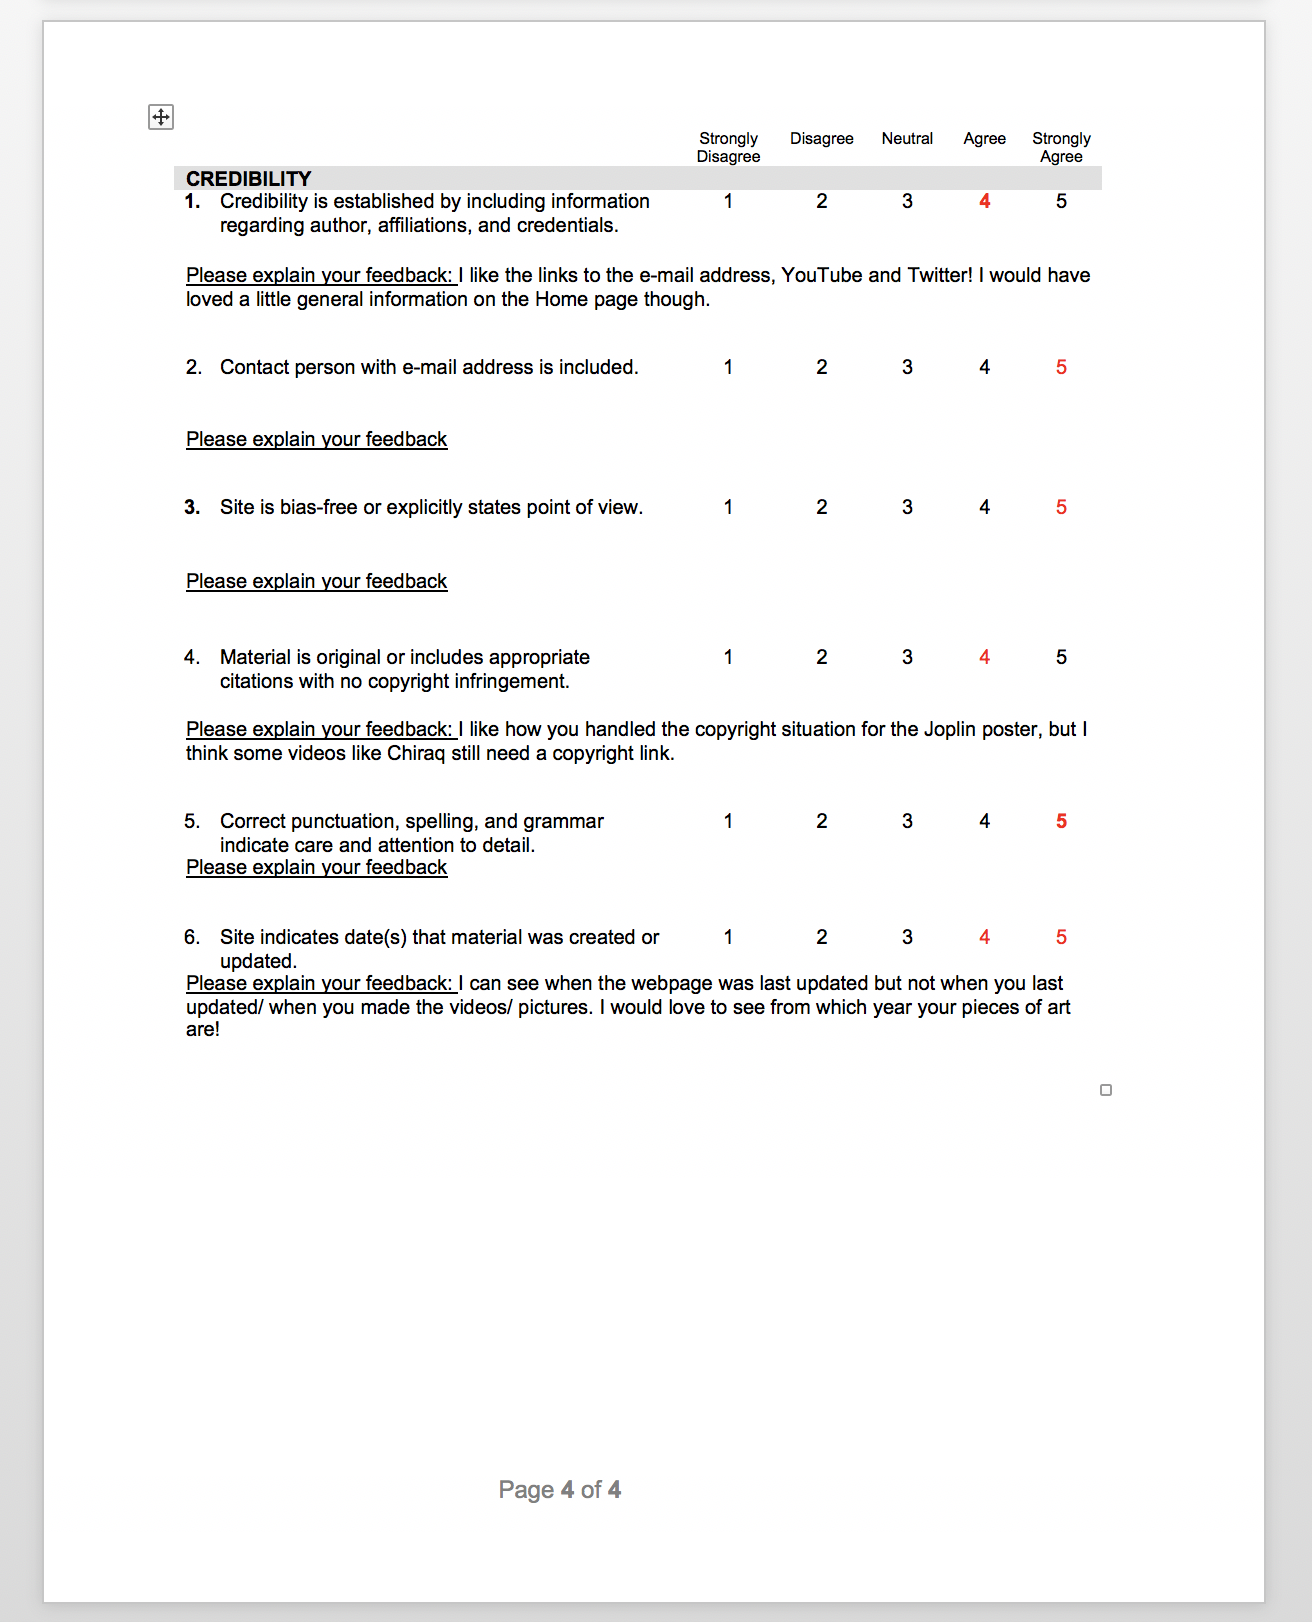 Strongly Disagree Disagree Neutral Agree Strongly Agree
CREDIBILITY
1. Credibility is established by including information 1 2 3 4 5
regarding author, affiliations, and credentials.
Please explain your feedback: I like the links to the e-mail address, YouTube and Twitter! I would have
loved a little general information on the Home page though.
2. Contact person with e-mail address is included. 1 2 3 4 5
Please explain your feedback
3. Site is bias-free or explicitly states point of view. 1 2 3 4 5
Please explain your feedback
4. Material is original or includes appropriate 1 2 3 4 5
citations with no copyright infringement.
Please explain your feedback: I like how you handled the copyright situation for the Joplin poster, but I
think some videos like Chiraq still need a copyright link.
5. Correct punctuation, spelling, and grammar 1 2 3 4 5
indicate care and attention to detail.
Please explain your feedback
6. Site indicates date(s) that material was created or 1 2 3 4 5
updated.
Please explain your feedback: I can see when the webpage was last updated but not when you last
updated/ when you made the videos/ pictures. I would love to see from which year your pieces of art
are!
Page 4 of 4